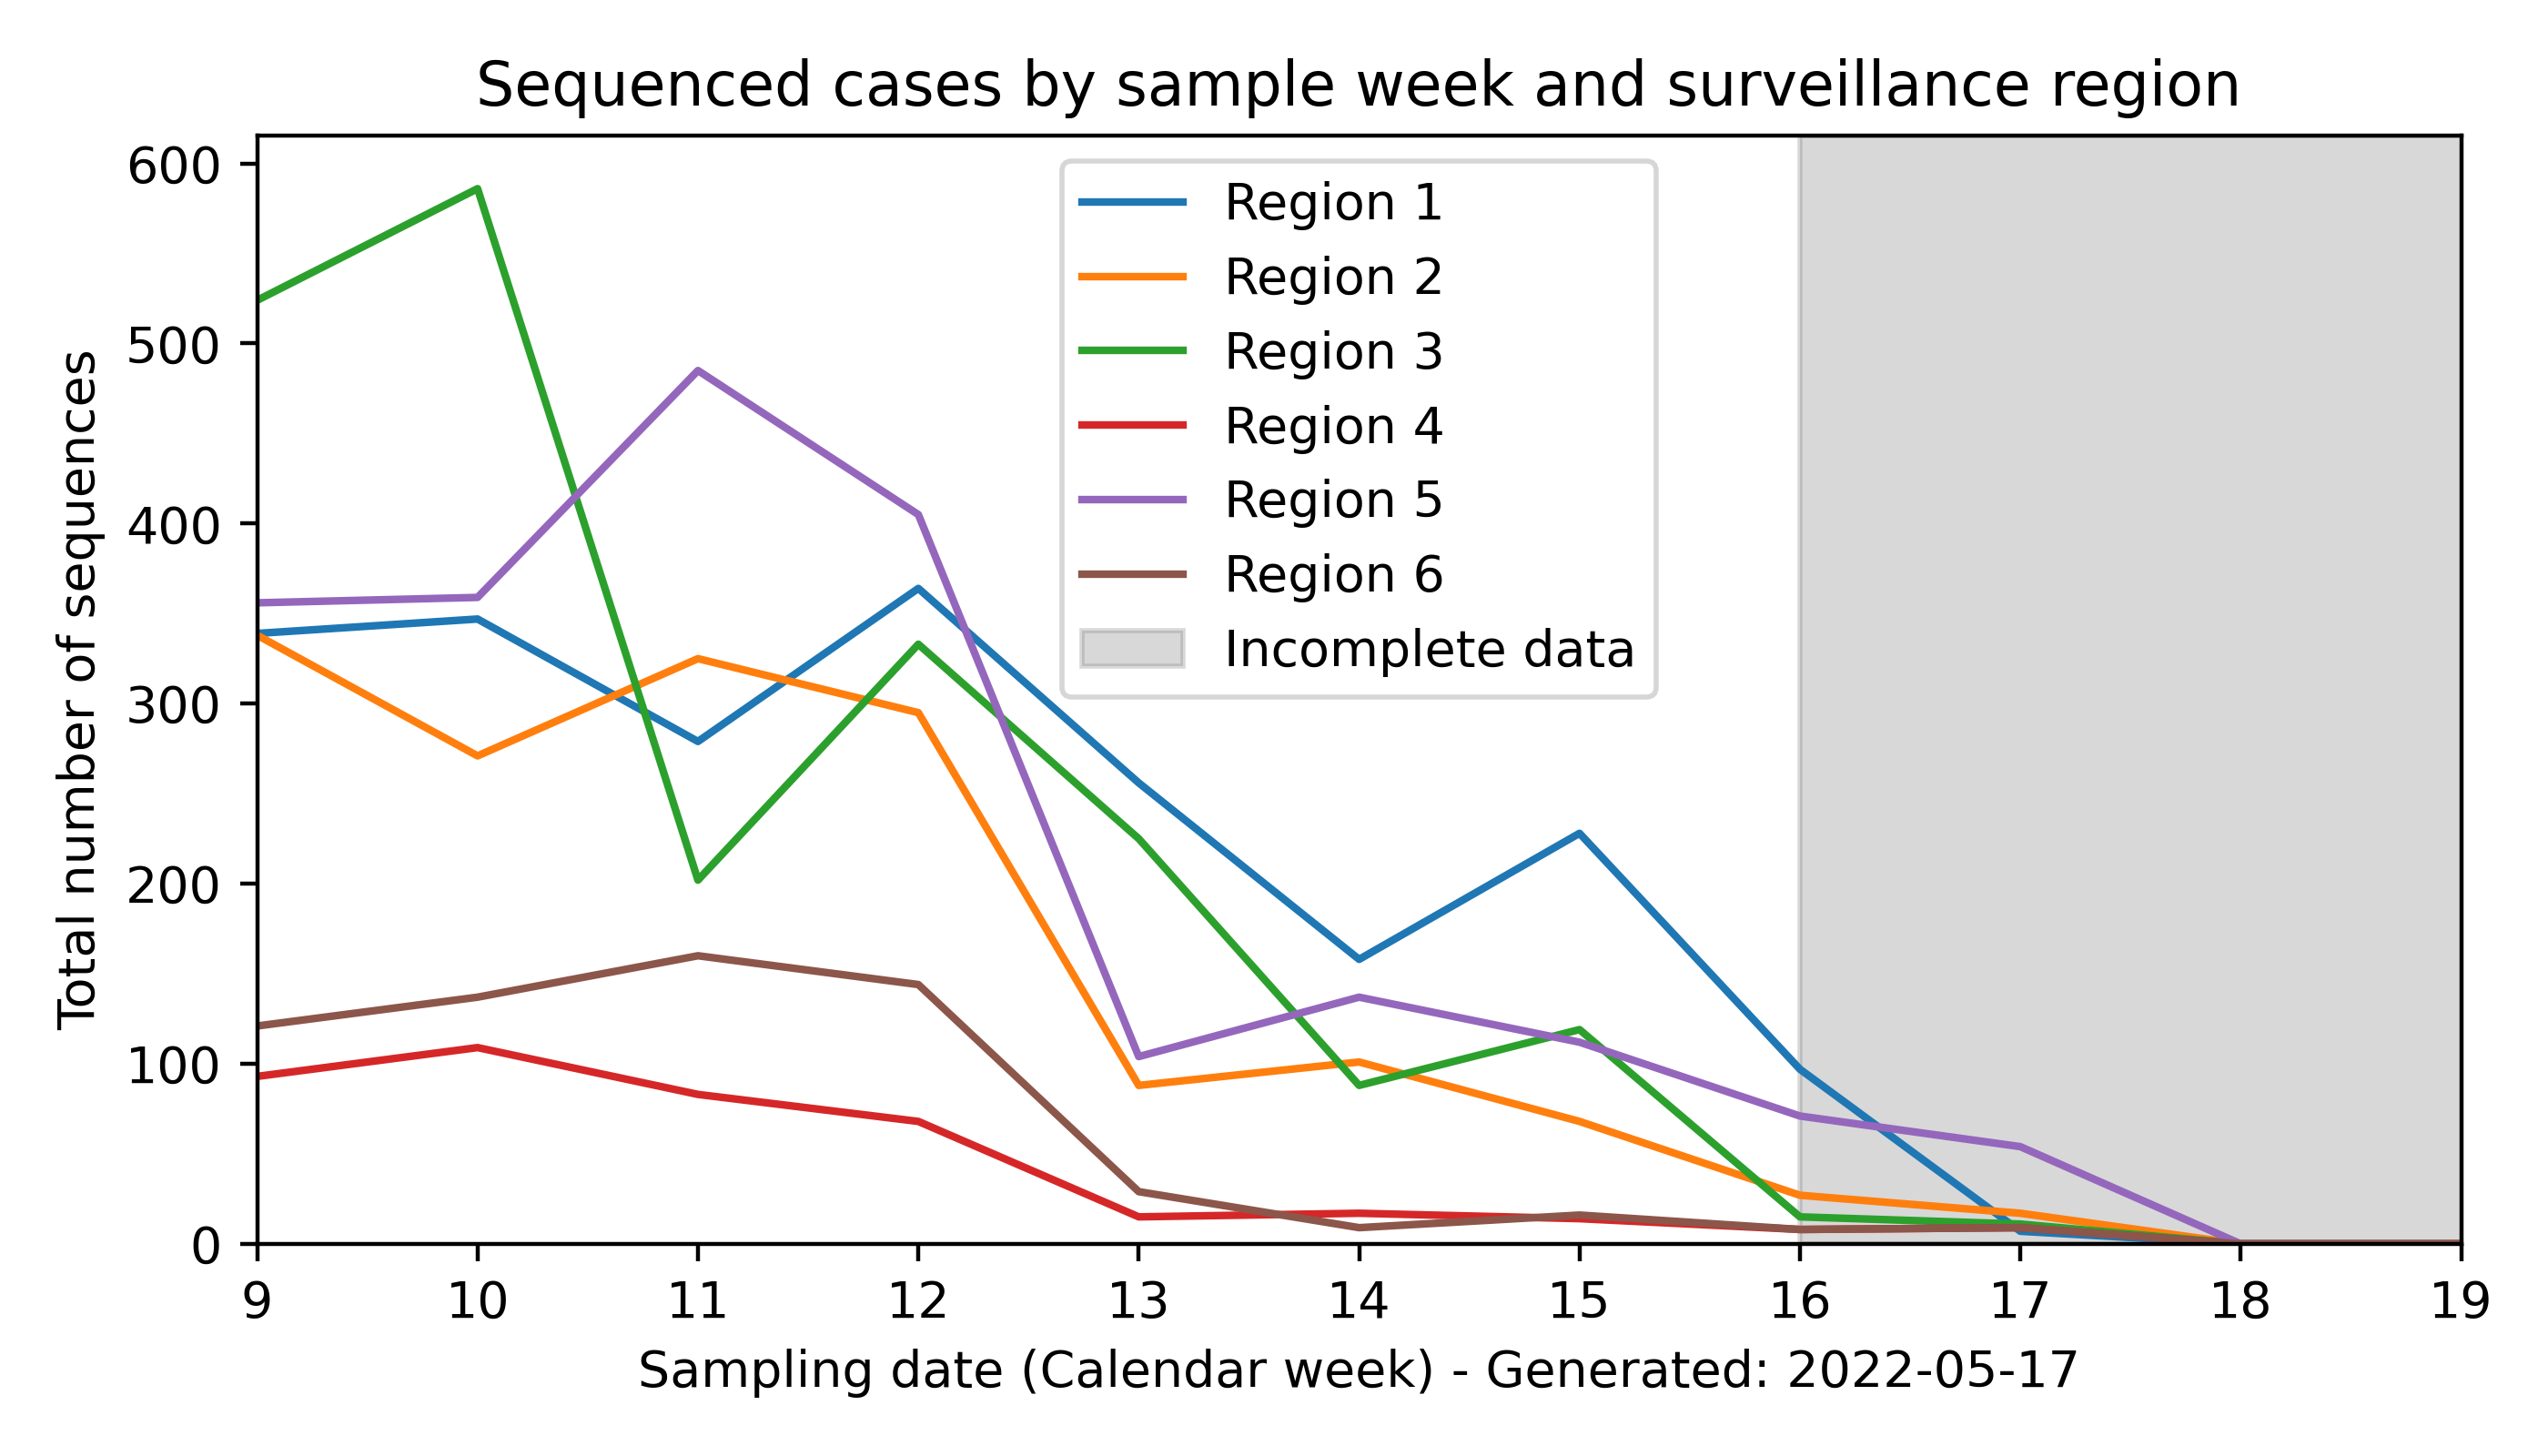 Sequenced cases by sample week and surveillance region
Total number of sequences
600
500
400
300
200
100
0
Region 1
Region 2
Region 3
Region 4
Region 5
Region 6
Incomplete data
9 10 11 12 13 14 15 16 17 18 19
Sampling date (Calendar week) - Generated: 2022-05-17